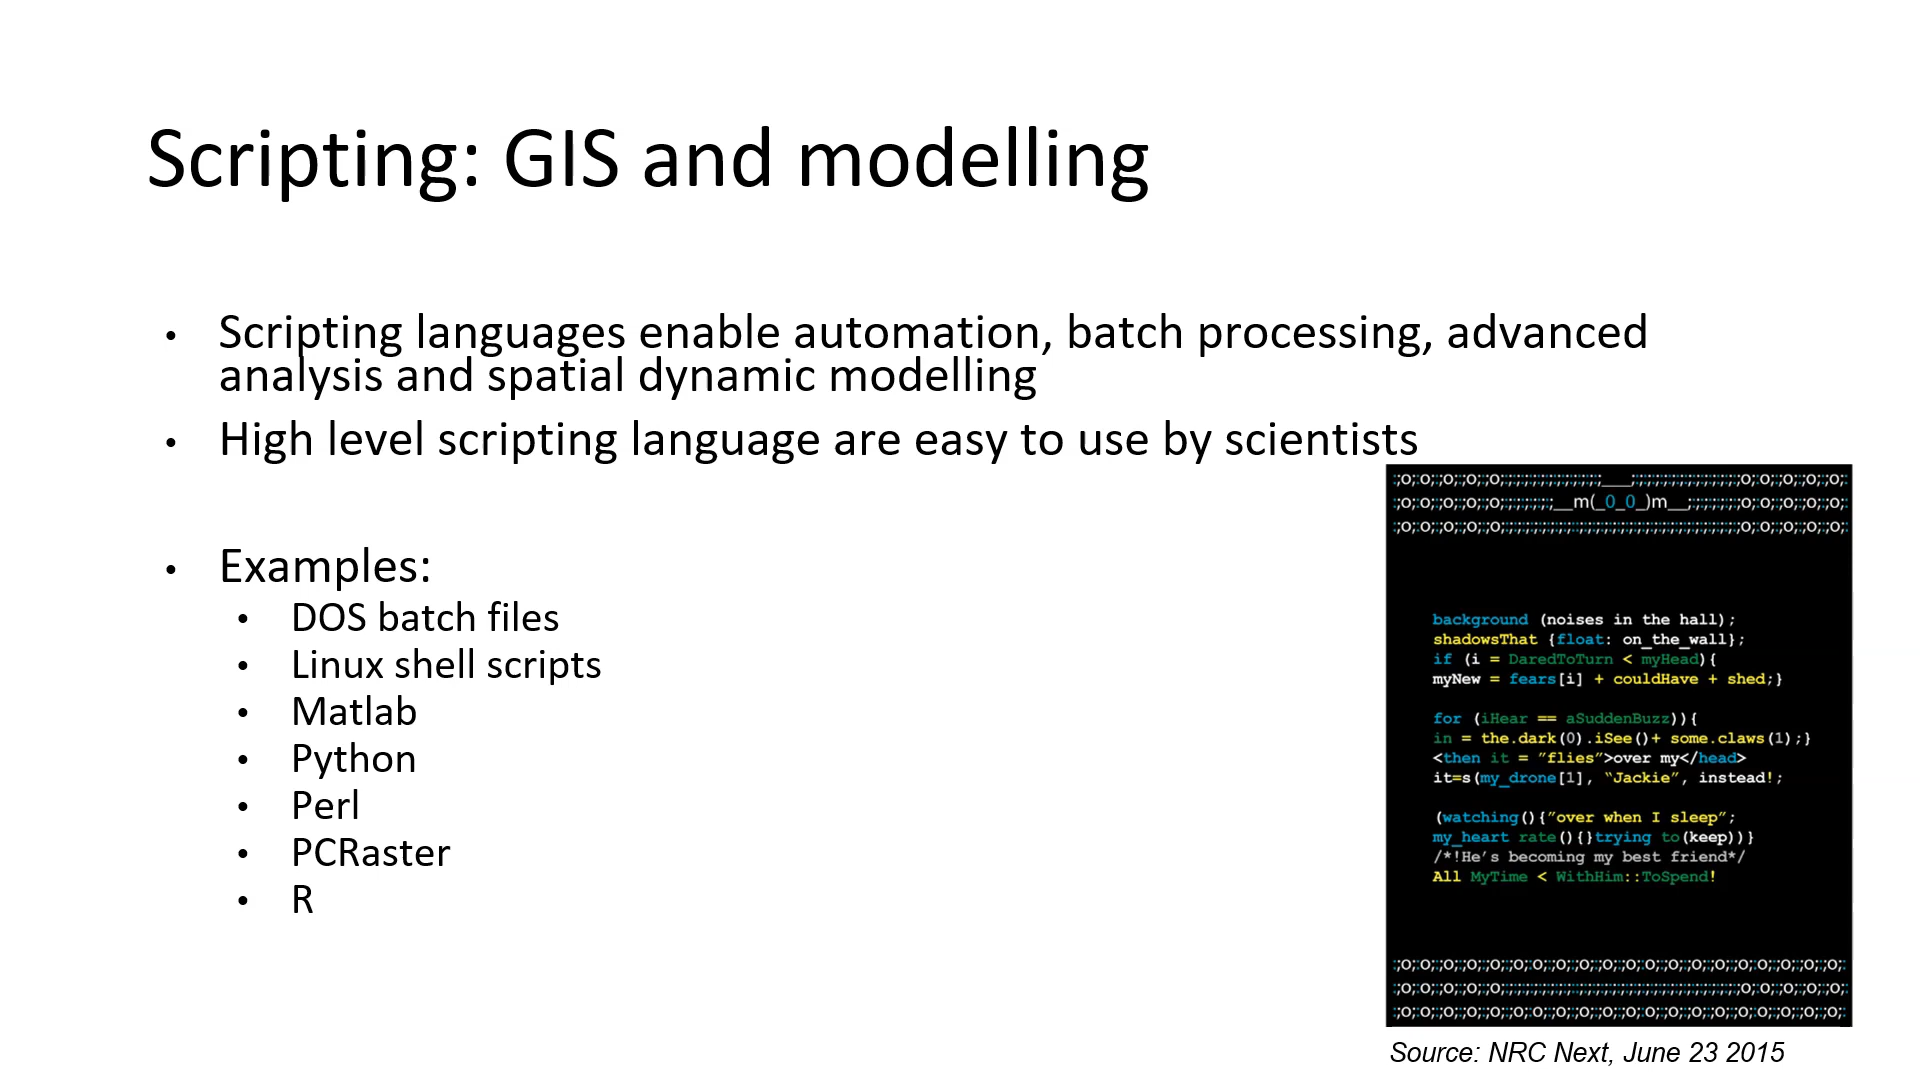 Scripting: GIS and modelling
• Scripting languages enable automation, batch processing, advanced
analysis and spatial dynamic modelling
• High level scripting language are easy to use by scientists
• Examples:
• DOS batch files
• Linux shell scripts
• Matlab
• Python
• Perl
• PCRaster
• R
__m(_0_0_)m__
background (noises in the hall);
shadowsThat {float: on_the_wall};
if (i = DaredToTurn < myHead){
myNew = fears[i] + couldHave + shed;}
for (iHear == aSuddenBuzz)){
in = the.dark(0).iSee()+ some.claws(1);}
<then it = ”flies”>over my</head>
it=s(my_drone[1], “Jackie”, instead!;
(watching(){”over when I sleep”;
my_heart rate(){}trying to(keep))}
/*!He’s becoming my best friend*/
All MyTime < WithHim::ToSpend!
Source: NRC Next, June 23 2015